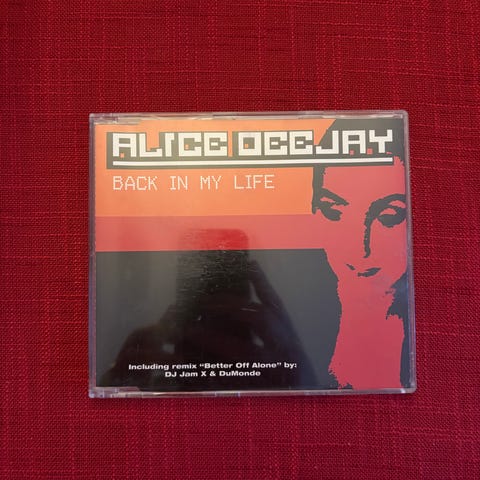 ALICE DEEJAY
BACK IN MY LIFE
Including remix "Better Off Alone" by:
DJ Jam X & DuMonde